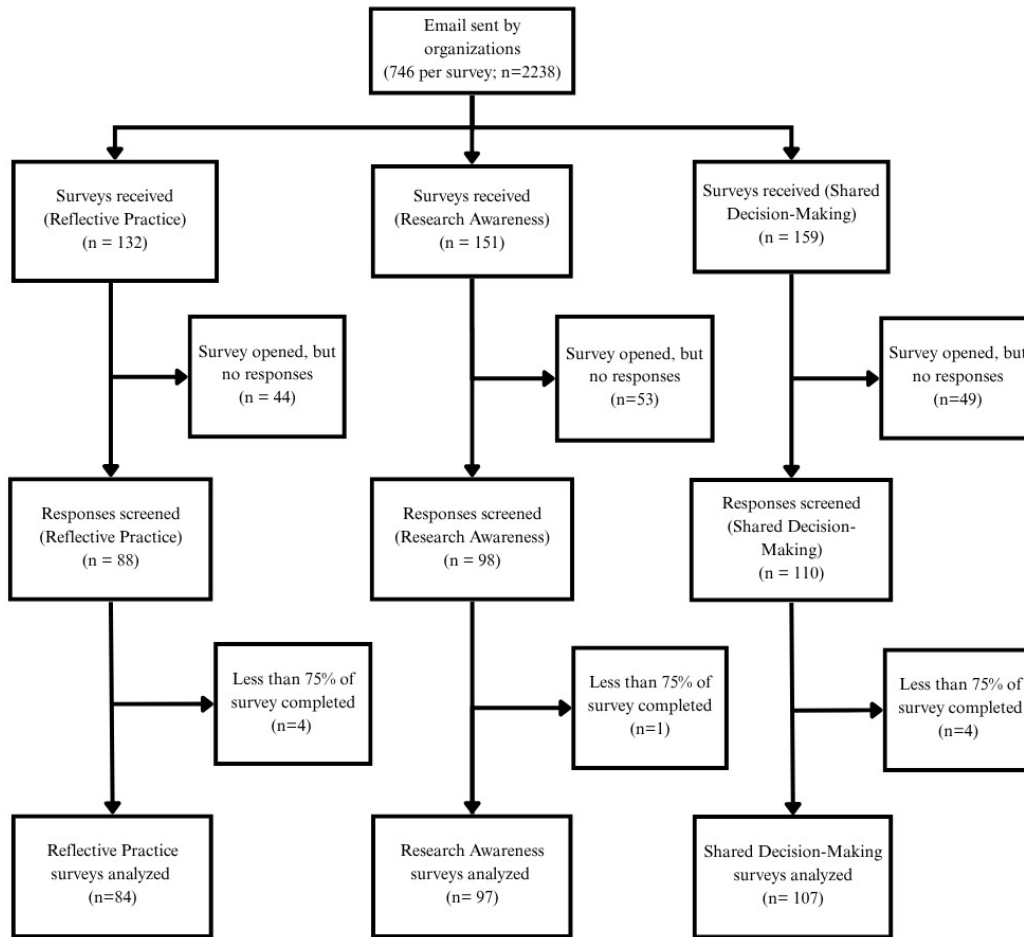 Email sent by
organizations
(746 per survey; n=2238)
Surveys received
(Reflective Practice)
(n = 132)
Surveys received
(Research Awareness)
(n = 151)
Surveys received (Shared
Decision-Making)
(n = 159)
Survey opened, but
no responses
(n = 44)
Survey opened, but
no responses
(n=53)
Survey opened, but
no responses
(n=49)
Responses screened
(Reflective Practice)
(n = 88)
Responses screened
(Research Awareness)
(n = 98)
Responses screened
(Shared Decision-
Making)
(n = 110)
Less than 75% of
survey completed
(n=4)
Less than 75% of
survey completed
(n=1)
Less than 75% of
survey completed
(n=4)
Reflective Practice
surveys analyzed
(n=84)
Research Awareness
surveys analyzed
(n= 97)
Shared Decision-Making
surveys analyzed
(n= 107)